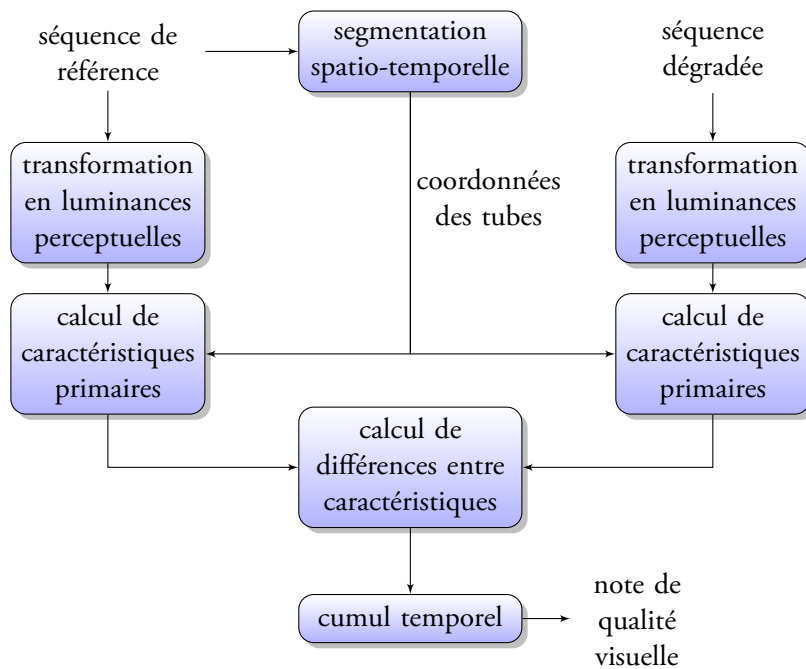 séquence de
référence
segmentation
spatio-temporelle
séquence
dégradée
transformation
en luminances
perceptuelles
coordonnées
des tubes
transformation
en luminances
perceptuelles
calcul de
caractéristiques
primaires
calcul de
caractéristiques
primaires
calcul de
différences entre
caractéristiques
cumul temporel
note de
qualité
visuelle